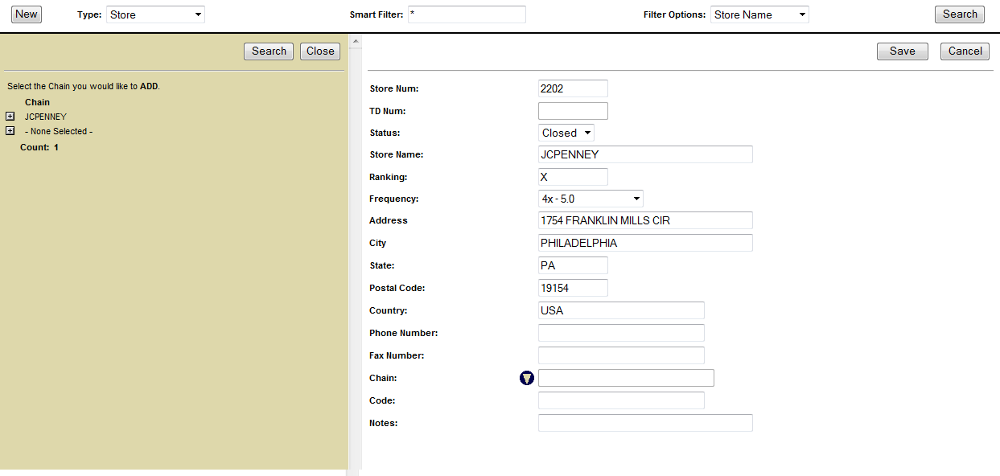 New Type: Store Smart Filter: * Filter Options: Store Name Search
Search Close
Select the Chain you would like to ADD.
Chain
JCPENNEY
- None Selected -
Count: 1
Save Cancel
Store Num: 2202
TD Num:
Status: Closed
Store Name: JCPENNEY
Ranking: X
Frequency: 4x - 5.0
Address 1754 FRANKLIN MILLS CIR
City PHILADELPHIA
State: PA
Postal Code: 19154
Country: USA
Phone Number:
Fax Number:
Chain:
Code:
Notes: